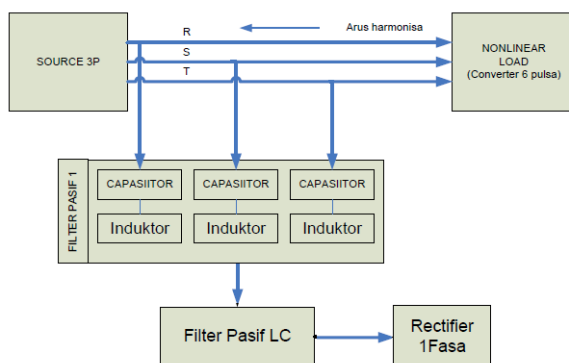 R
Arus harmonisa
SOURCE 3P
S
T
NONLINEAR
LOAD
(Converter 6 pulsa)
FILTER PASIF 1
CAPASIITOR
CAPASIITOR
CAPASIITOR
Induktor
Induktor
Induktor
Filter Pasif LC
Rectifier
1Fasa